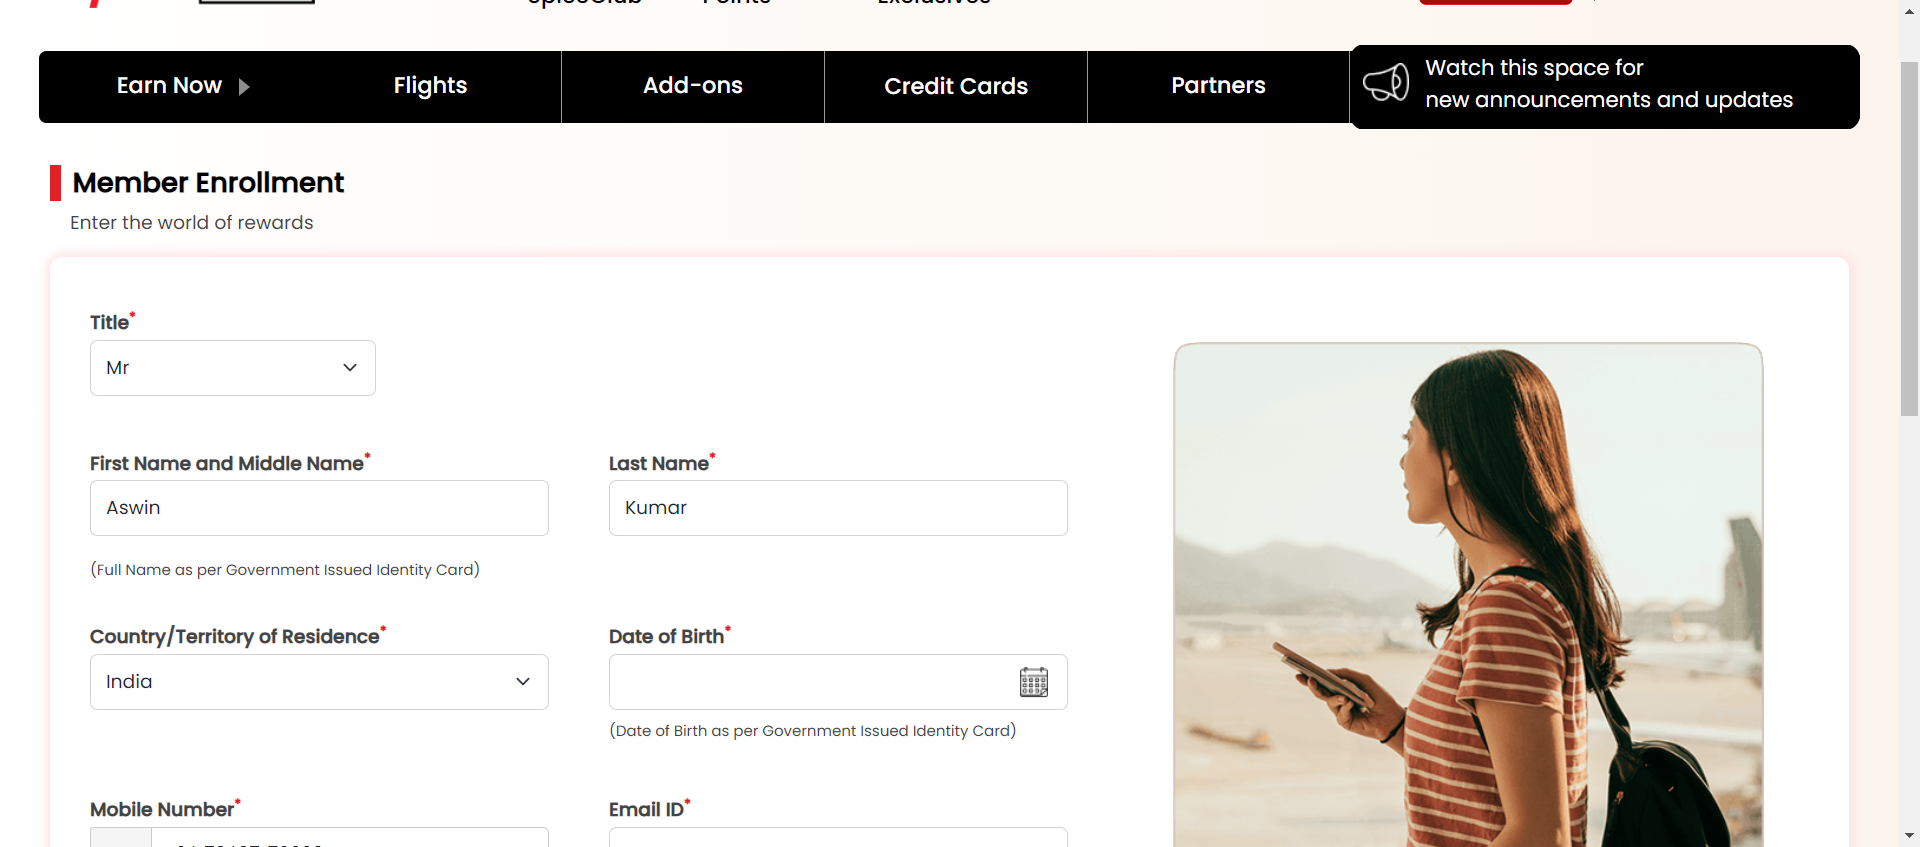 SpiceClub Points Exclusives
Earn Now Flights Add-ons Credit Cards Partners
Watch this space for
new announcements and updates
Member Enrollment
Enter the world of rewards
Title*
Mr
First Name and Middle Name* Last Name*
Aswin Kumar
(Full Name as per Government Issued Identity Card)
Country/Territory of Residence* Date of Birth*
India
(Date of Birth as per Government Issued Identity Card)
Mobile Number* Email ID*